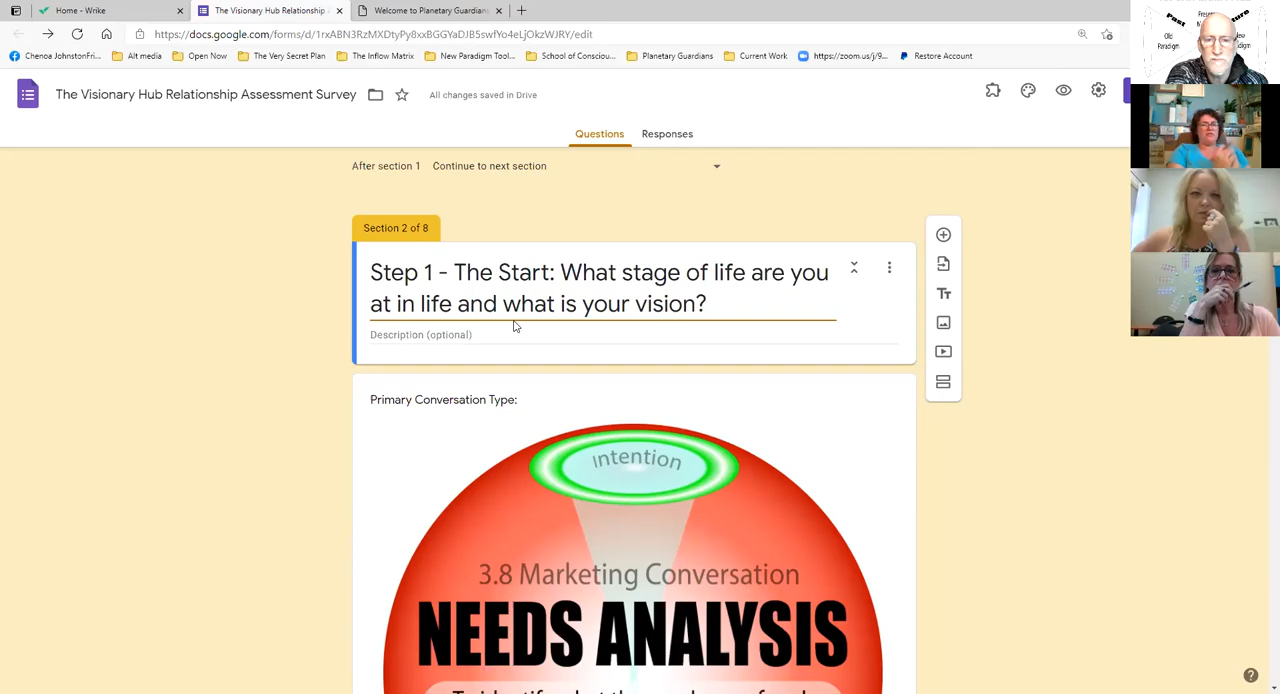 Home - Wrike
The Visionary Hub Relationship A
Welcome to Planetary Guardians
https://docs.google.com/forms/d/1rxABN3RzMXDtyPy8xxBGGYaDJB5swfYo4eLjOkzWJRY/edit
Chenoa JohnstonFri...
Alt media
Open Now
The Very Secret Plan
The Inflow Matrix
New Paradigm Tool...
School of Consciou...
Planetary Guardians
Current Work
https://zoom.us/j/9...
Restore Account
The Visionary Hub Relationship Assessment Survey
All changes saved in Drive
Questions
Responses
After section 1 Continue to next section
Section 2 of 8
Step 1 - The Start: What stage of life are you
at in life and what is your vision?
Description (optional)
Primary Conversation Type:
Intention
3.8 Marketing Conversation
NEEDS ANALYSIS
Past
Old
Paradigm